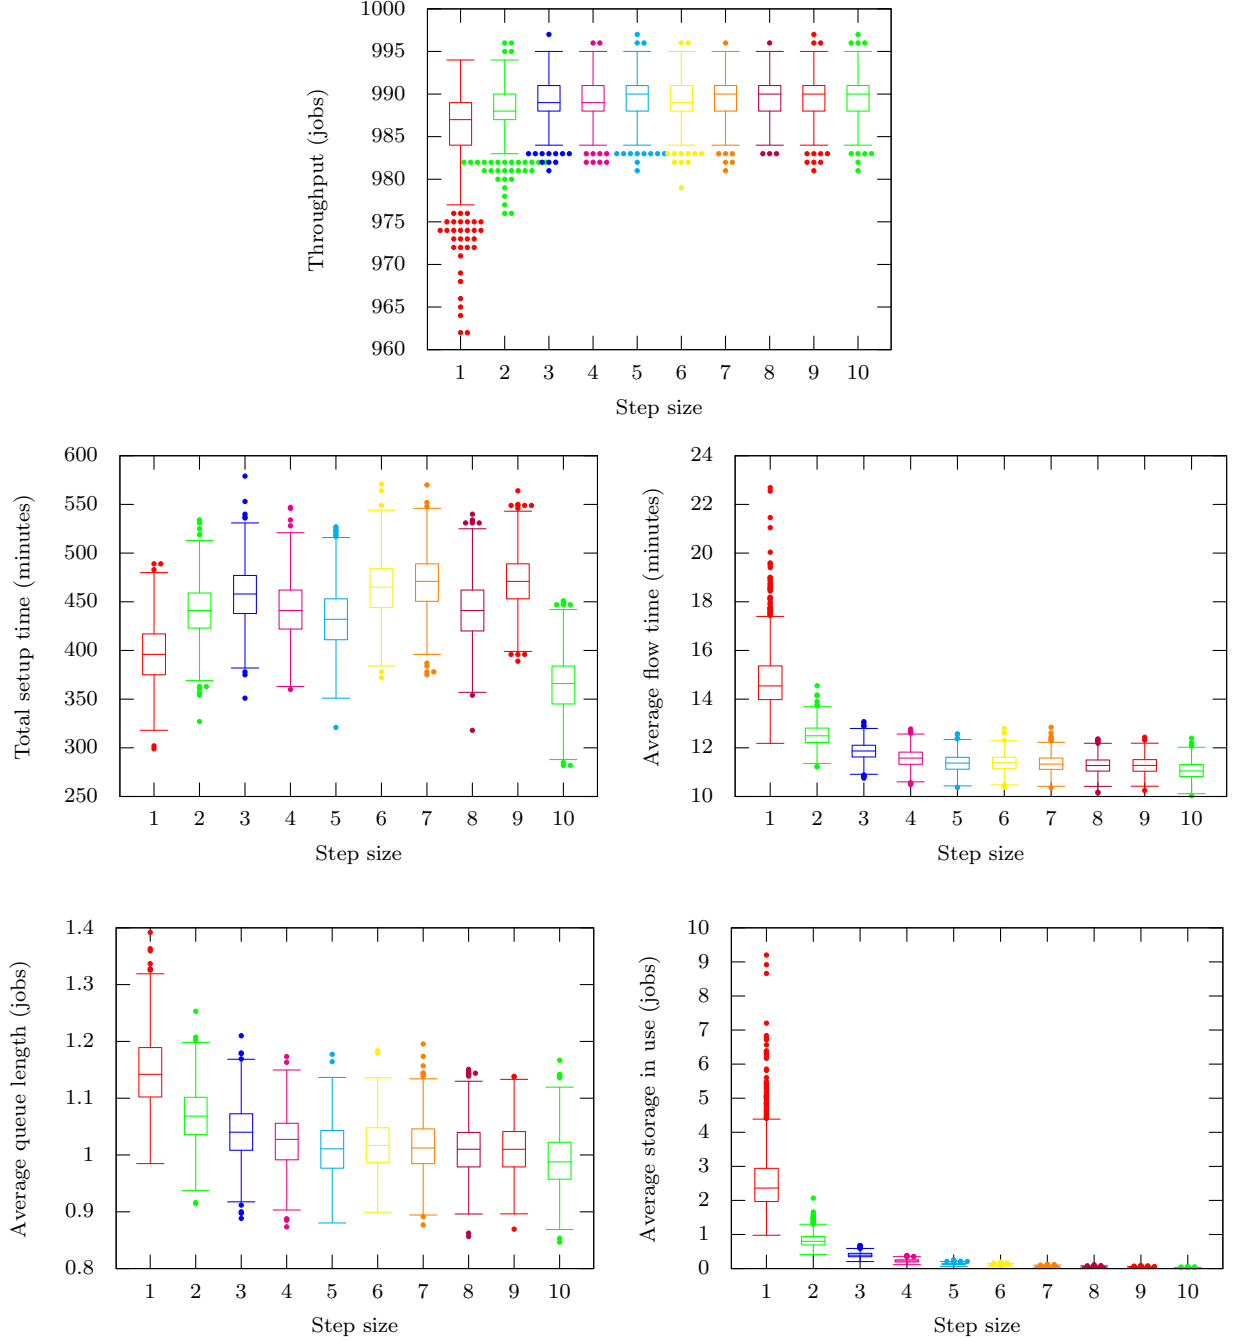 1000
995
990
985
980
975
970
965
960
Throughput (jobs)
1 2 3 4 5 6 7 8 9 10
Step size
600
550
500
450
400
350
300
250
Total setup time (minutes)
1 2 3 4 5 6 7 8 9 10
Step size
24
22
20
18
16
14
12
10
Average flow time (minutes)
1 2 3 4 5 6 7 8 9 10
Step size
1.4
1.3
1.2
1.1
1
0.9
0.8
Average queue length (jobs)
1 2 3 4 5 6 7 8 9 10
Step size
10
9
8
7
6
5
4
3
2
1
0
Average storage in use (jobs)
1 2 3 4 5 6 7 8 9 10
Step size